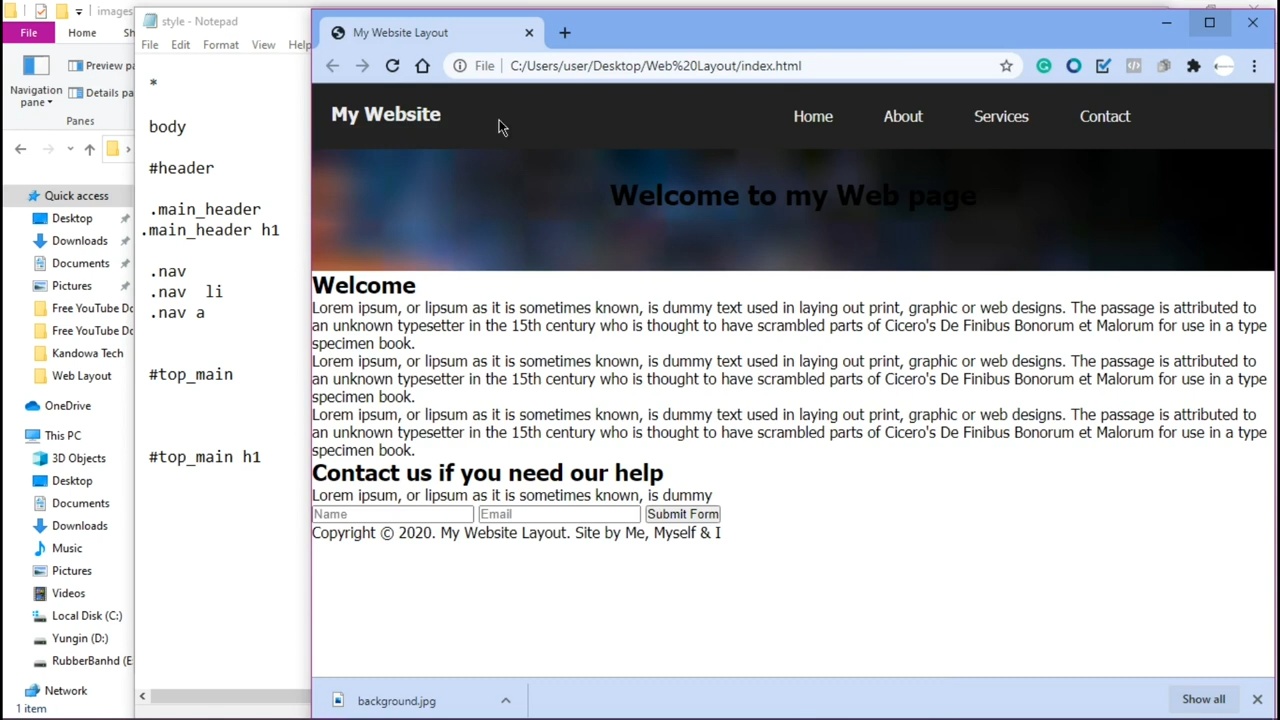 images
File
Home
Sh
Navigation
pane
Preview pa
Details pa
Panes
Quick access
Desktop
Downloads
Documents
Pictures
Free YouTube Do
Free YouTube Do
Kandowa Tech
Web Layout
OneDrive
This PC
3D Objects
Desktop
Documents
Downloads
Music
Pictures
Videos
Local Disk (C:)
Yungin (D:)
RubberBanhd (E
Network
1 item
style - Notepad
File Edit Format View Help
*
body
#header
.main_header
.main_header h1
.nav
.nav li
.nav a
#top_main
#top_main h1
My Website Layout
File C:/Users/user/Desktop/Web%20Layout/index.html
My Website
Home About Services Contact
Welcome to my Web page
Welcome
Lorem ipsum, or lipsum as it is sometimes known, is dummy text used in laying out print, graphic or web designs. The passage is attributed to
an unknown typesetter in the 15th century who is thought to have scrambled parts of Cicero's De Finibus Bonorum et Malorum for use in a type
specimen book.
Lorem ipsum, or lipsum as it is sometimes known, is dummy text used in laying out print, graphic or web designs. The passage is attributed to
an unknown typesetter in the 15th century who is thought to have scrambled parts of Cicero's De Finibus Bonorum et Malorum for use in a type
specimen book.
Lorem ipsum, or lipsum as it is sometimes known, is dummy text used in laying out print, graphic or web designs. The passage is attributed to
an unknown typesetter in the 15th century who is thought to have scrambled parts of Cicero's De Finibus Bonorum et Malorum for use in a type
specimen book.
Contact us if you need our help
Lorem ipsum, or lipsum as it is sometimes known, is dummy
Name Email Submit Form
Copyright © 2020. My Website Layout. Site by Me, Myself & I
background.jpg
Show all